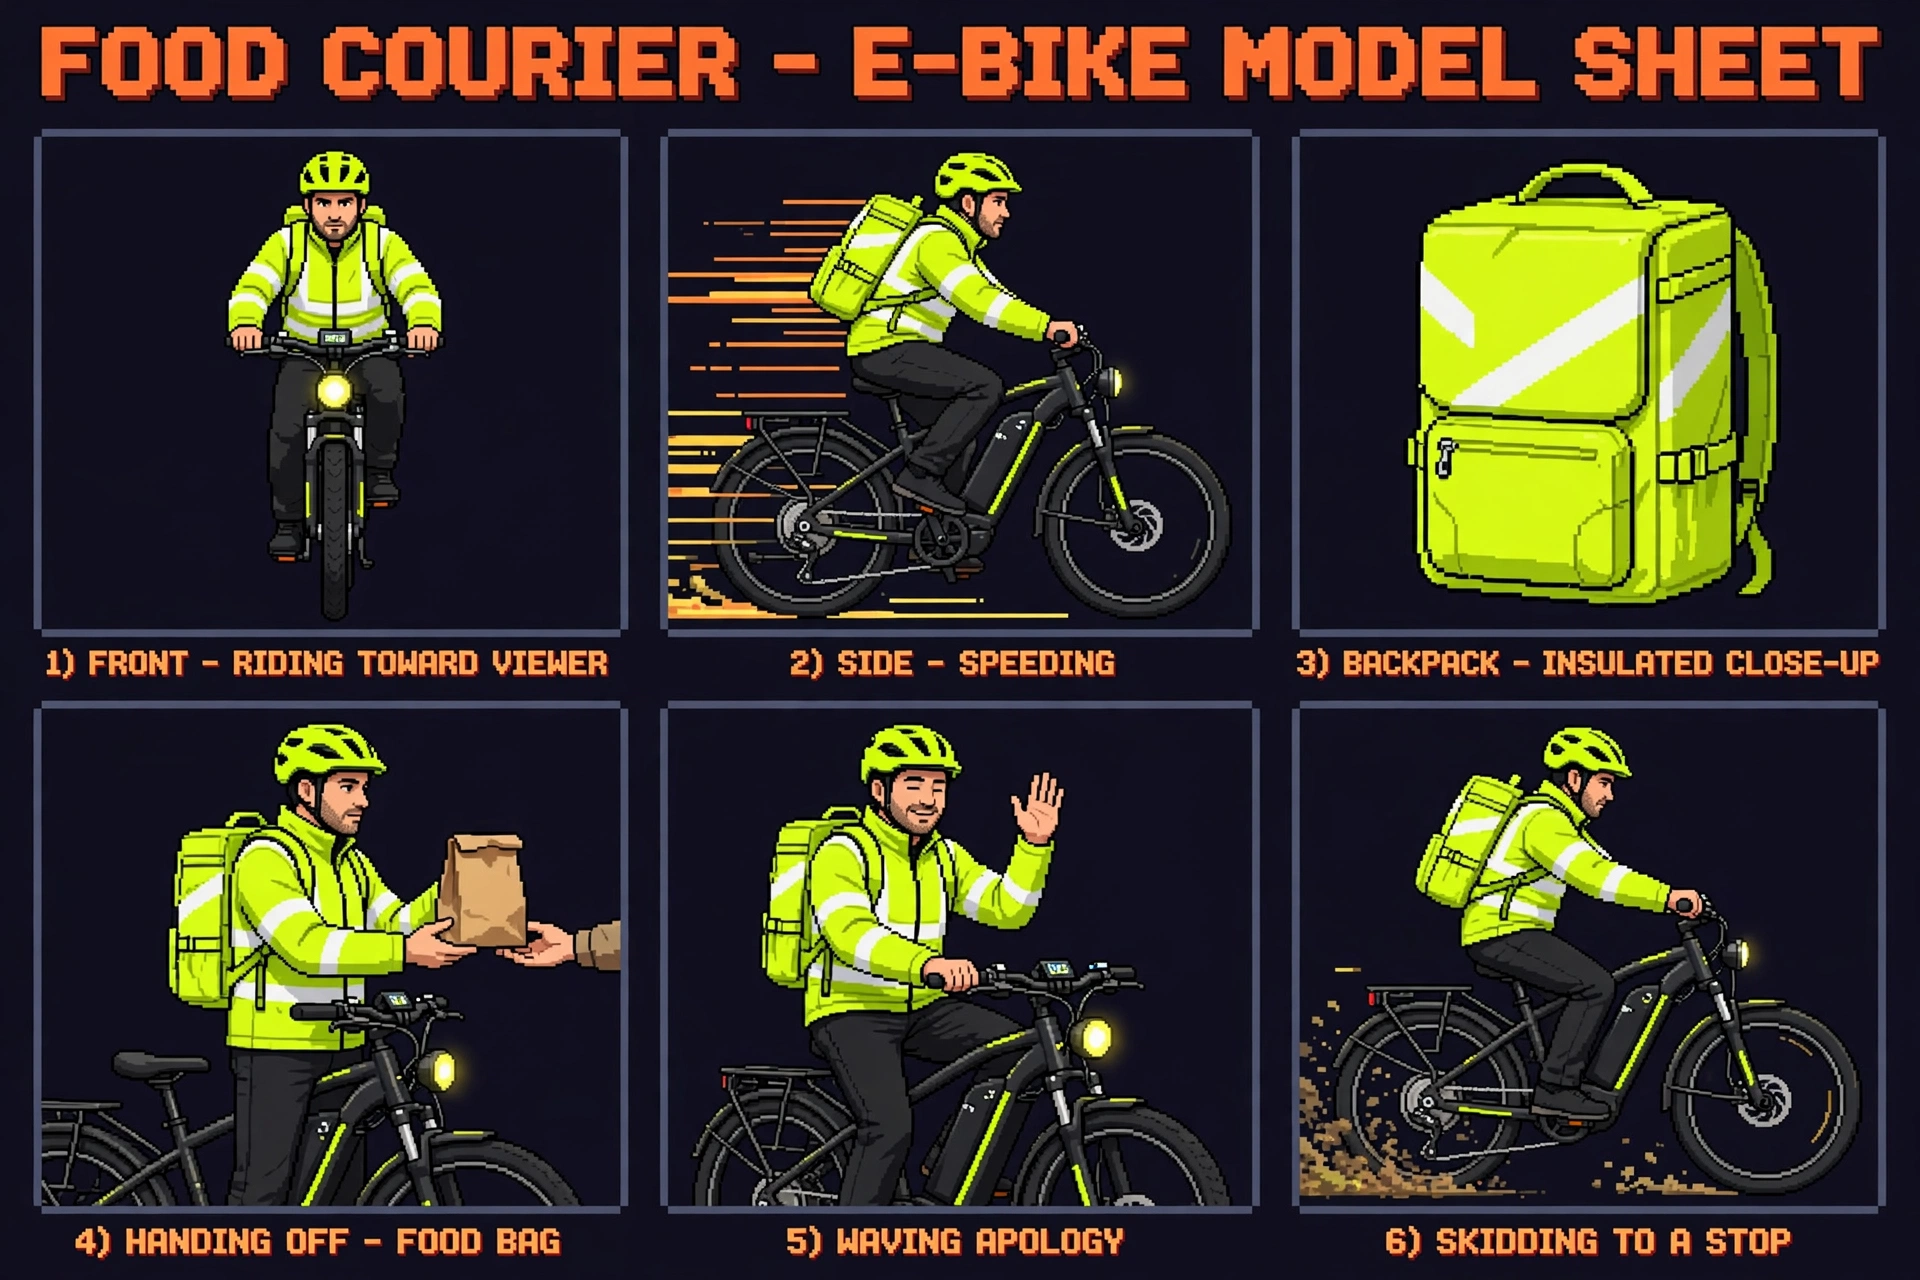 FOOD COURIER - E-BIKE MODEL SHEET
1) FRONT - RIDING TOWARD VIEWER
2) SIDE - SPEEDING
3) BACKPACK - INSULATED CLOSE-UP
4) HANDING OFF - FOOD BAG
5) WAVING APOLOGY
6) SKIDDING TO A STOP